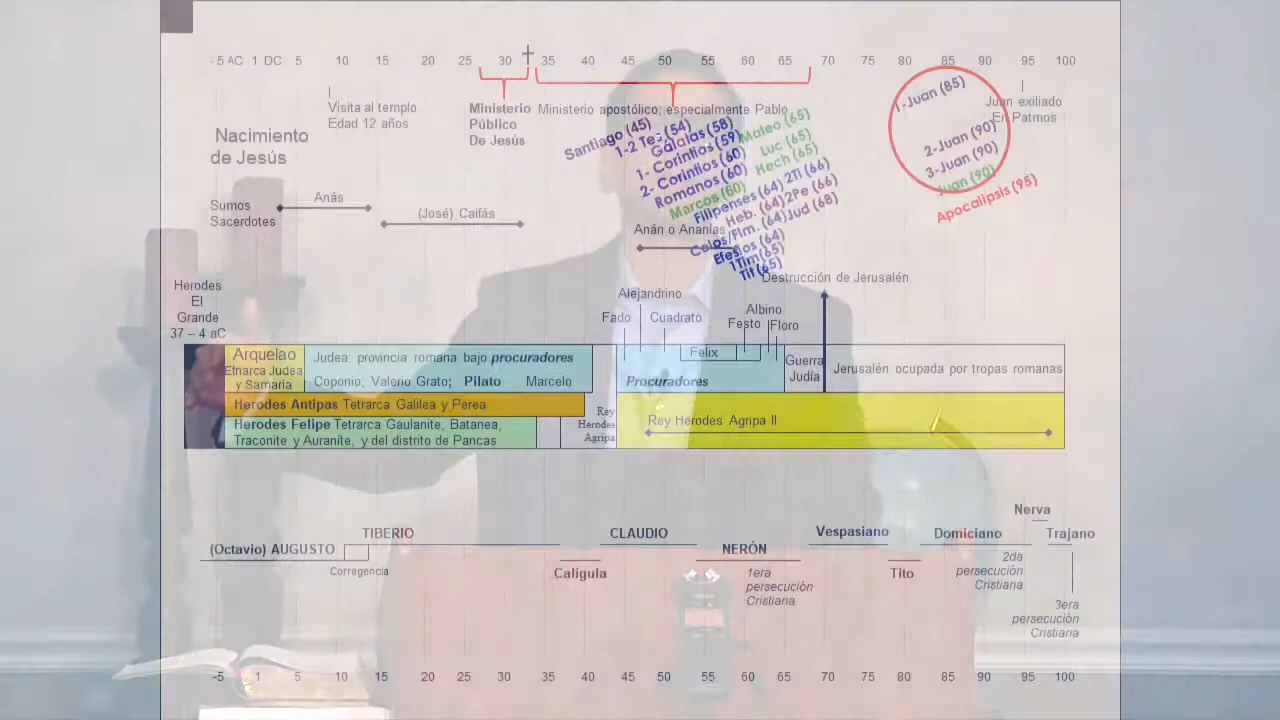 - 5 AC 1 DC 5 10 15 20 25 30 35 40 45 50 55 60 65 70 75 80 85 90 95 100
Visita al templo
Edad 12 años
Ministerio
Público
De Jesús
Ministerio apostólico; especialmente Pablo
Juan exiliado
En Patmos
Nacimiento
de Jesús
Santiago (45)
1-2 Tes (54)
Gálatas (58)
1- Corintios (59)
2- Corintios (60)
Romanos (60)
Marcos (60)
Filipenses (64)
Heb. (64)
Colos/Flm. (64)
Efesios (64)
1Tim(65)
Tit (65)
Mateo (65)
Luc (65)
Hech (65)
2Ti (66)
2Pe (66)
Jud (68)
1-Juan (85)
2-Juan (90)
3-Juan (90)
Juan (90)
Apocalipsis (95)
Sumos
Sacerdotes
Anás
(José) Caifás
Anán o Ananías
Destrucción de Jerusalén
Herodes
El
Grande
37 – 4 aC
Alejandrino
Fado
Cuadrato
Albino
Festo
Floro
Arquelao
Etnarca Judea
y Samaria
Judea: provincia romana bajo procuradores
Coponio; Valerio Grato; Pilato Marcelo
Felix
Procuradores
Guerra
Judía
Jerusalén ocupada por tropas romanas
Herodes Antipas Tetrarca Galilea y Perea
Herodes Felipe Tetrarca Gaulanite, Batanea,
Traconite y Auranite, y del distrito de Pancas
Rey
Herodes
Agripa
Rey Herodes Agripa II
Nerva
TIBERIO
CLAUDIO
Vespasiano
Domiciano
Trajano
(Octavio) AUGUSTO
NERÓN
Corregencia
Calígula
1era
persecución
Cristiana
Tito
2da
persecución
Cristiana
3era
persecución
Cristiana
-5 1 5 10 15 20 25 30 35 40 45 50 55 60 65 70 75 80 85 90 95 100